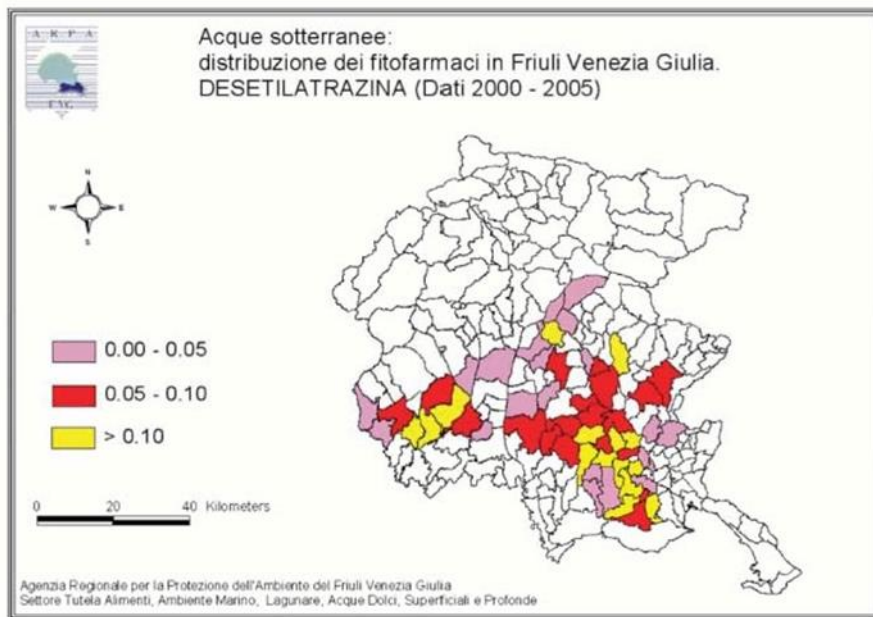 A R P A
FVG
Acque sotterranee:
distribuzione dei fitofarmaci in Friuli Venezia Giulia.
DESETILATRAZINA (Dati 2000 - 2005)
N
W
E
S
0.00 - 0.05
0.05 - 0.10
> 0.10
0 20 40 Kilometers
Agenzia Regionale per la Protezione dell'Ambiente del Friuli Venezia Giulia
Settore Tutela Alimenti, Ambiente Marino, Lagunare, Acque Dolci, Superficiali e Profonde